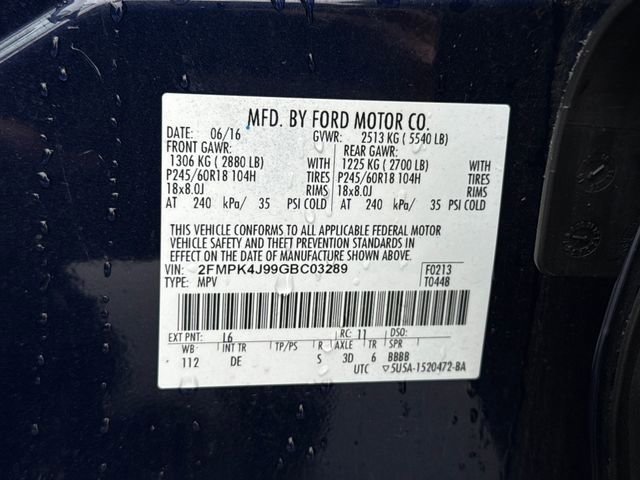 MFD. BY FORD MOTOR CO.
DATE: 06/16 GVWR: 2513 KG ( 5540 LB)
FRONT GAWR: REAR GAWR:
1306 KG ( 2880 LB) WITH 1225 KG ( 2700 LB) WITH
P245/60R18 104H TIRES P245/60R18 104H TIRES
18x8.0J RIMS 18x8.0J RIMS
AT 240 kPa/ 35 PSI COLD AT 240 kPa/ 35 PSI COLD
THIS VEHICLE CONFORMS TO ALL APPLICABLE FEDERAL MOTOR
VEHICLE SAFETY AND THEFT PREVENTION STANDARDS IN
EFFECT ON THE DATE OF MANUFACTURE SHOWN ABOVE.
VIN: 2FMPK4J99GBC03289 F0213
TYPE: MPV T0448
EXT PNT: L6 RC: 11 DSO:
WB INT TR TP/PS R AXLE TR SPR
112 DE S 3D 6 BBBB
UTC ▽5U5A-1520472-BA